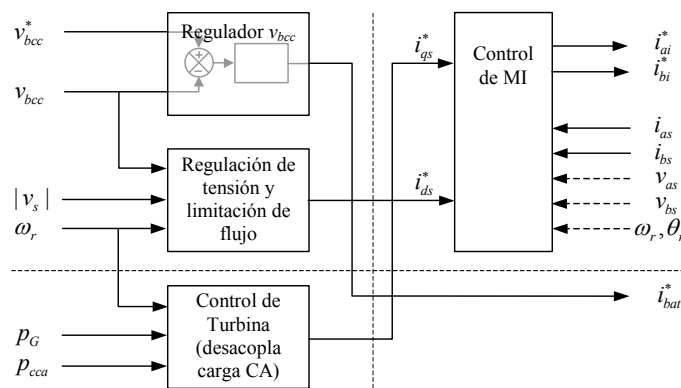 v*bcc
Regulador vbcc
vbcc
Regulación de
tensión y
limitación de
flujo
|vs|
ωr
Control de
Turbina
(desacopla
carga CA)
pG
pcca
i*qs
i*ds
Control
de MI
i*ai
i*bi
ias
ibs
vas
vbs
ωr,θr
i*bat